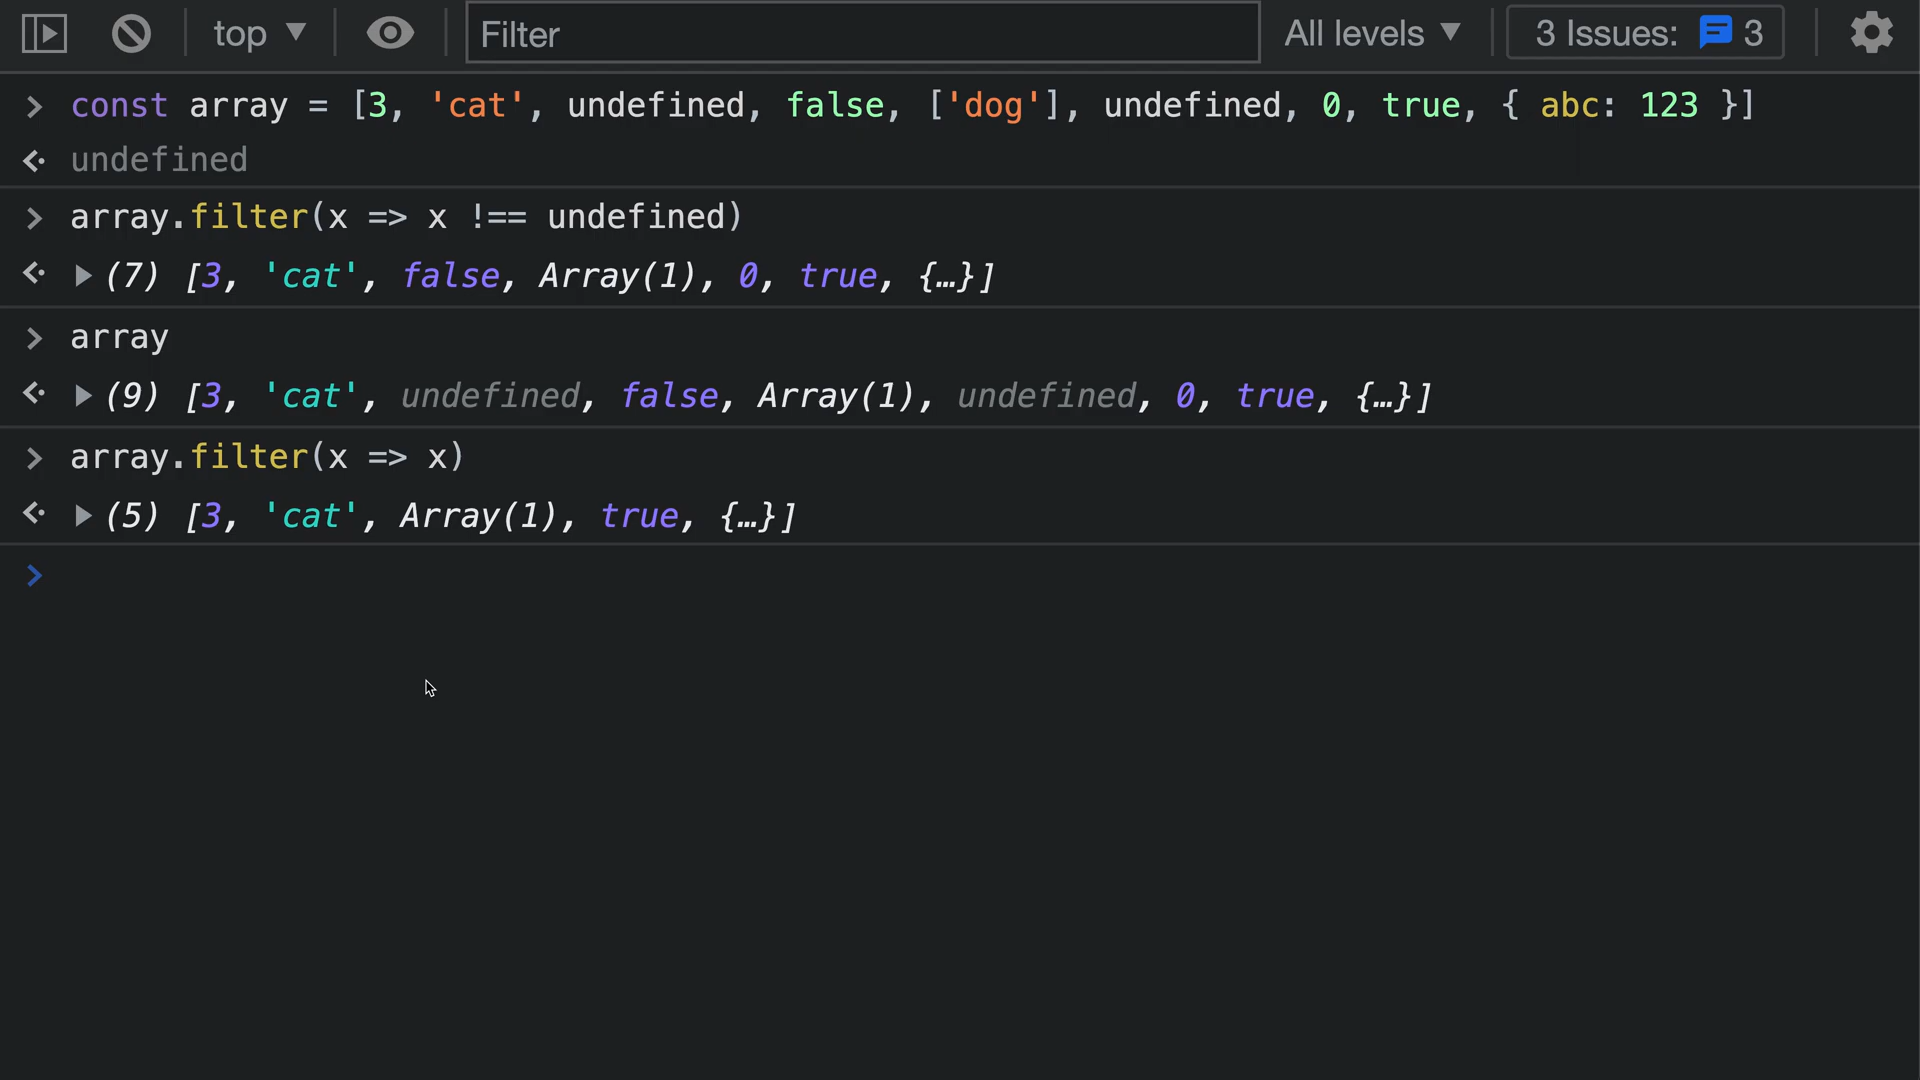 top ▼ Filter All levels ▼ 3 Issues: 3
> const array = [3, 'cat', undefined, false, ['dog'], undefined, 0, true, { abc: 123 }]
undefined
> array.filter(x => x !== undefined)
▶ (7) [3, 'cat', false, Array(1), 0, true, {…}]
> array
▶ (9) [3, 'cat', undefined, false, Array(1), undefined, 0, true, {…}]
> array.filter(x => x)
▶ (5) [3, 'cat', Array(1), true, {…}]
>